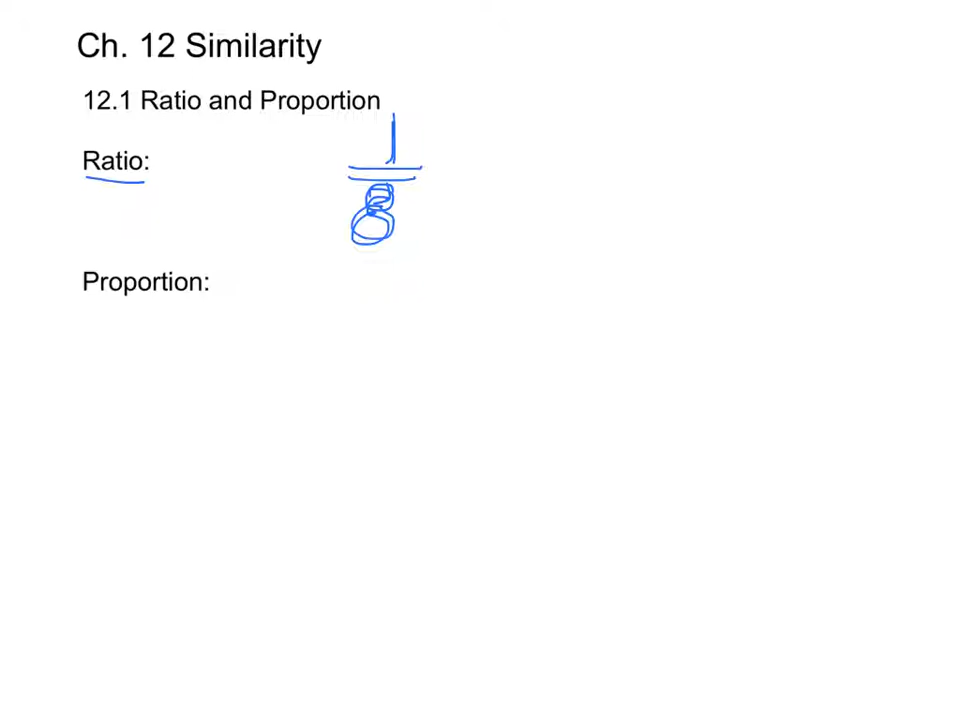 Ch. 12 Similarity
12.1 Ratio and Proportion
Ratio:
1
8
Proportion: